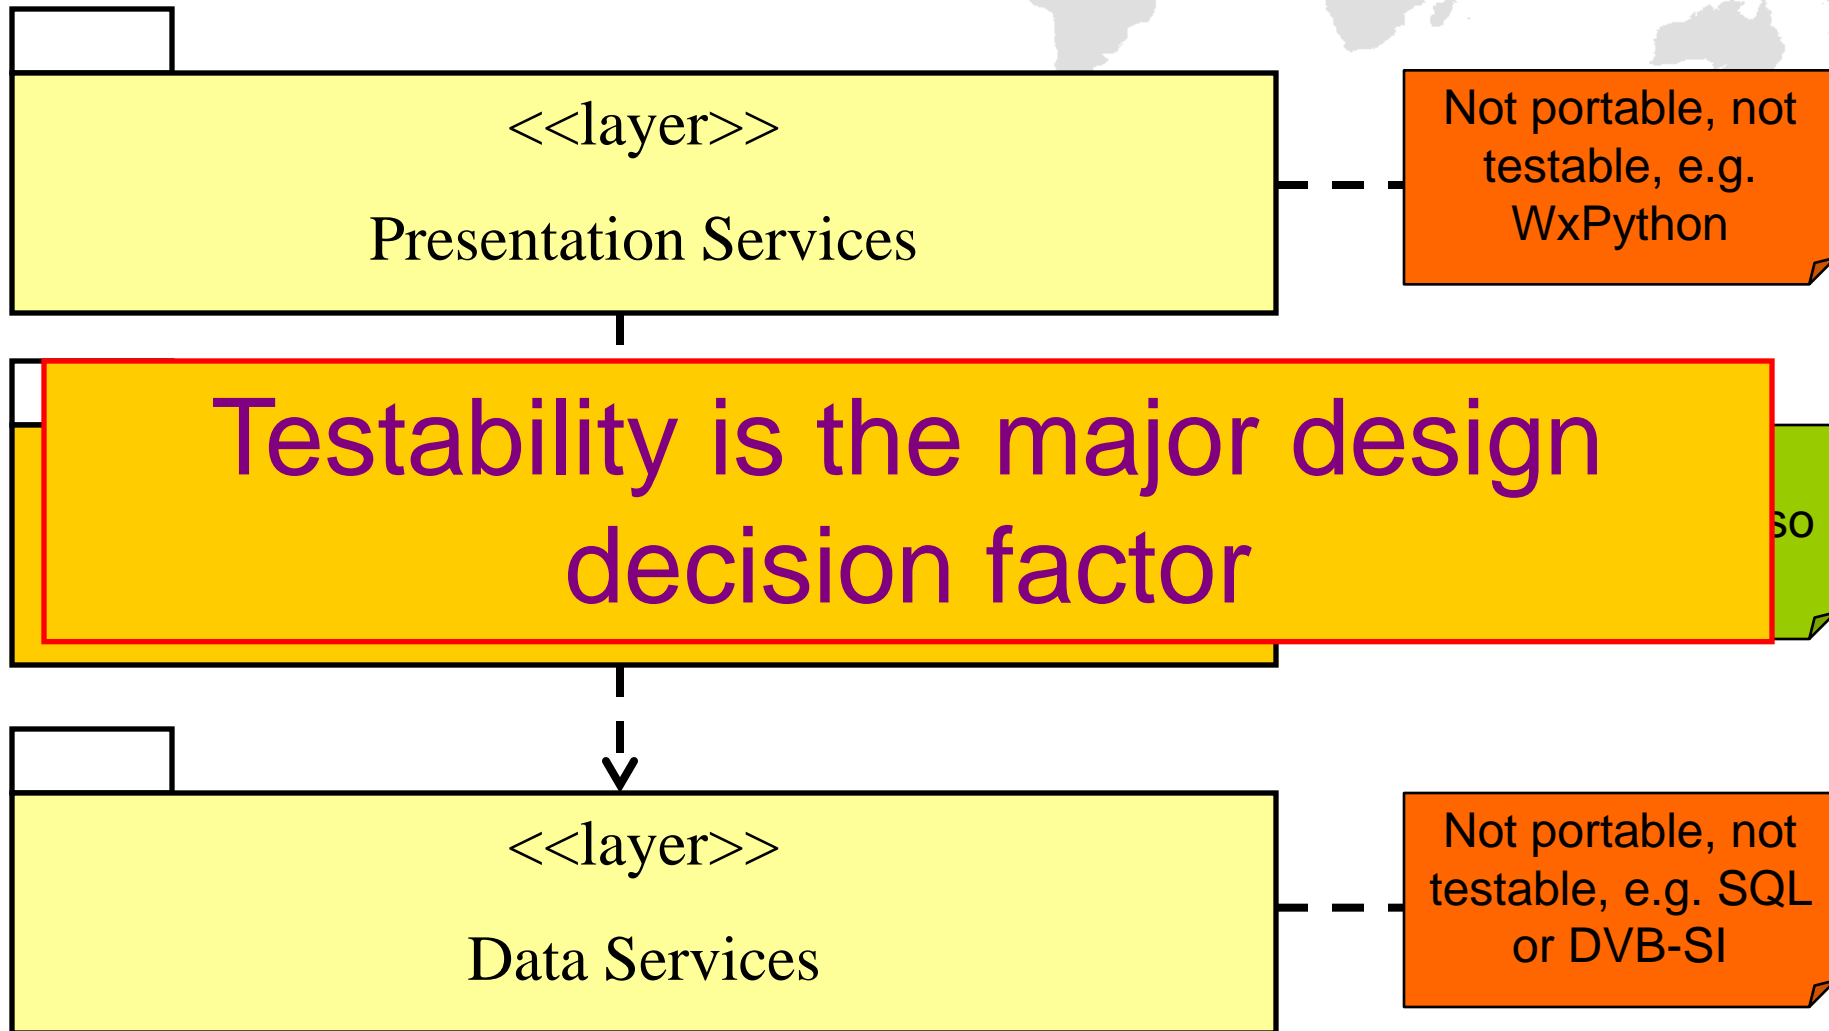 <<layer>>
Presentation Services
Not portable, not
testable, e.g.
WxPython
Testability is the major design
decision factor
so
<<layer>>
Data Services
Not portable, not
testable, e.g. SQL
or DVB-SI